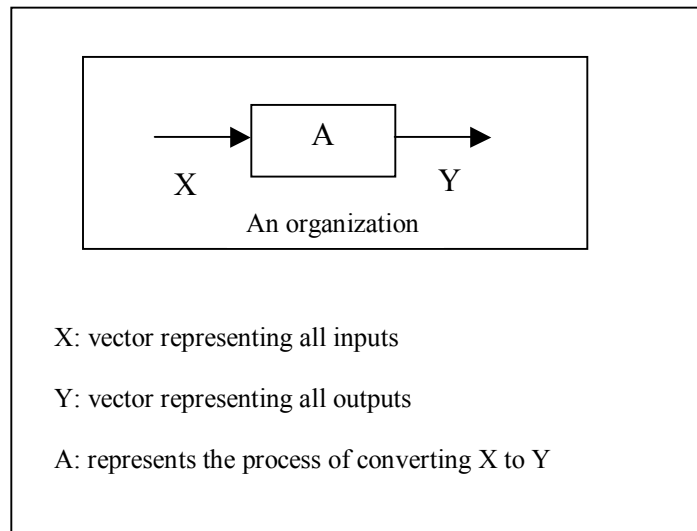 A
X
Y
An organization
X: vector representing all inputs
Y: vector representing all outputs
A: represents the process of converting X to Y